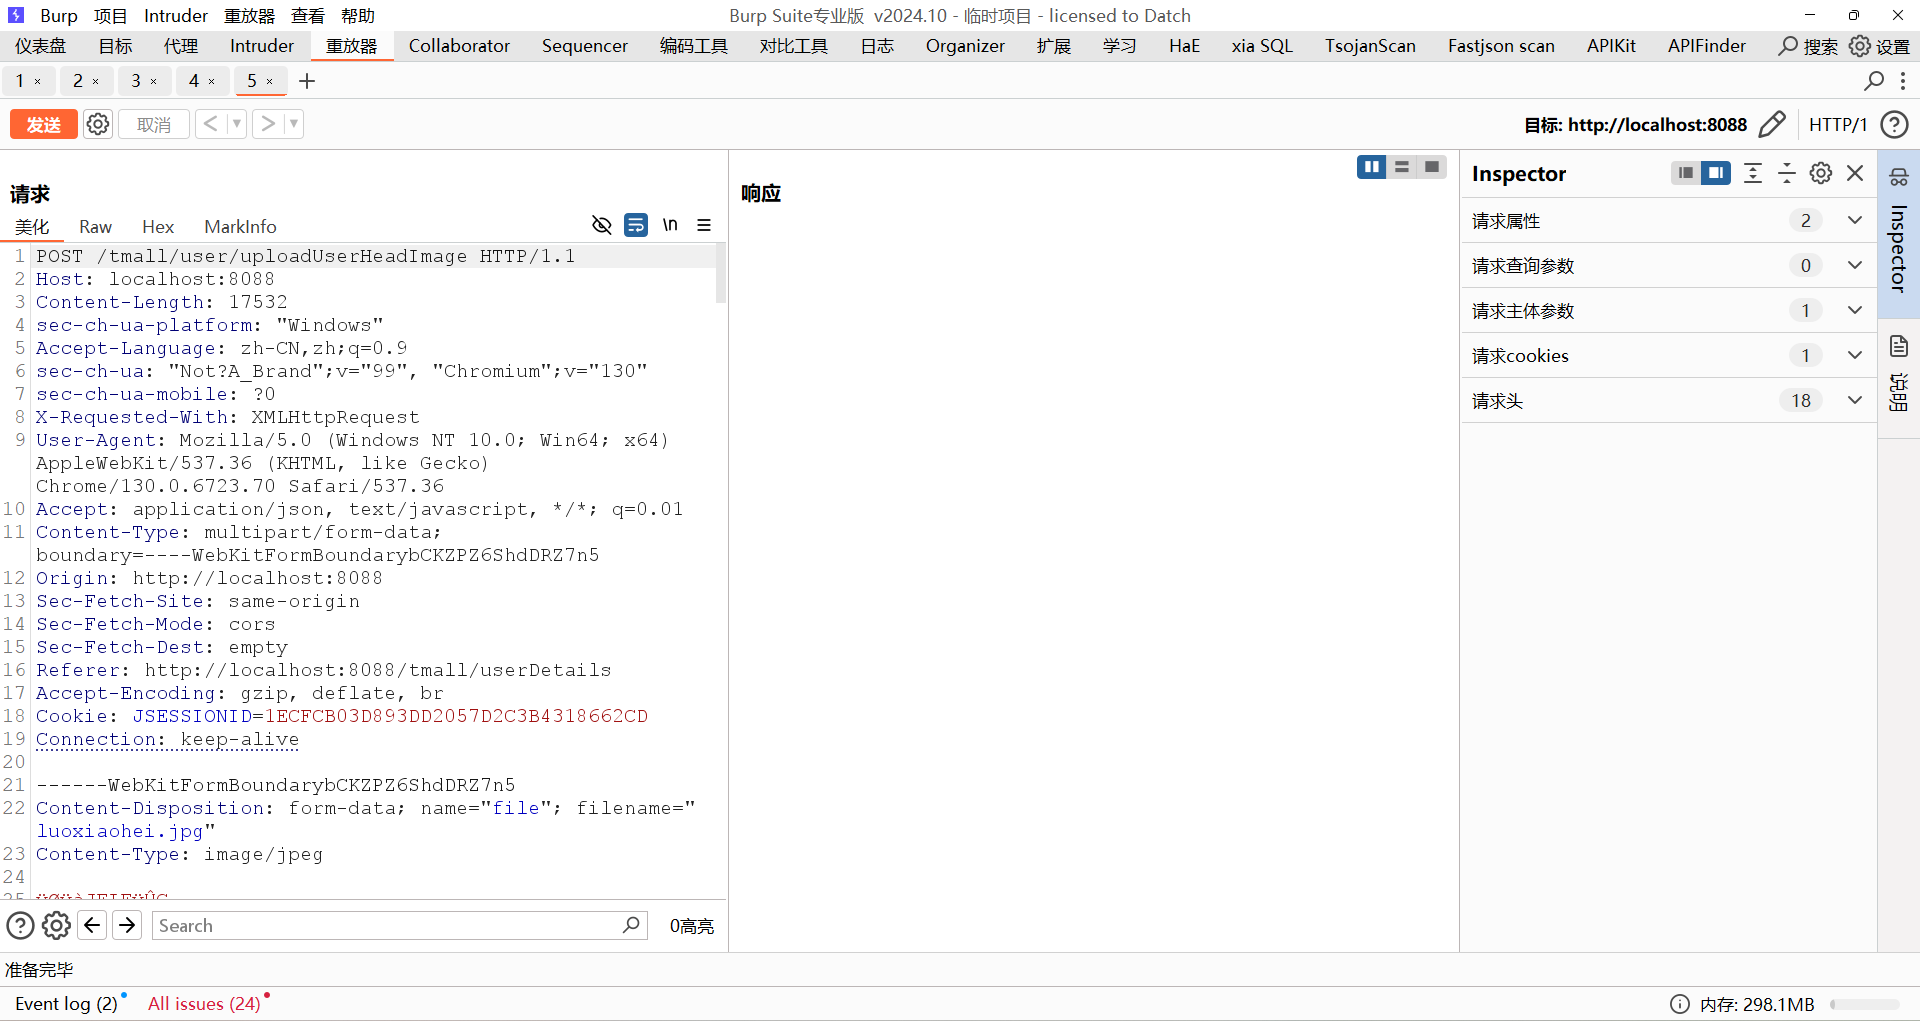 Burp 项目 Intruder 重放器 查看 帮助 Burp Suite专业版 v2024.10 - 临时项目 - licensed to Datch
仪表盘 目标 代理 Intruder 重放器 Collaborator Sequencer 编码工具 对比工具 日志 Organizer 扩展 学习 HaE xia SQL TsojanScan Fastjson scan APIKit APIFinder 搜索 设置
1 × 2 × 3 × 4 × 5 × +
发送 取消 < > 目标: http://localhost:8088 HTTP/1
请求
美化 Raw Hex MarkInfo \n
1 POST /tmall/user/uploadUserHeadImage HTTP/1.1
2 Host: localhost:8088
3 Content-Length: 17532
4 sec-ch-ua-platform: "Windows"
5 Accept-Language: zh-CN,zh;q=0.9
6 sec-ch-ua: "Not?A_Brand";v="99", "Chromium";v="130"
7 sec-ch-ua-mobile: ?0
8 X-Requested-With: XMLHttpRequest
9 User-Agent: Mozilla/5.0 (Windows NT 10.0; Win64; x64)
AppleWebKit/537.36 (KHTML, like Gecko)
Chrome/130.0.6723.70 Safari/537.36
10 Accept: application/json, text/javascript, */*; q=0.01
11 Content-Type: multipart/form-data;
boundary=----WebKitFormBoundarybCKZPZ6ShdDRZ7n5
12 Origin: http://localhost:8088
13 Sec-Fetch-Site: same-origin
14 Sec-Fetch-Mode: cors
15 Sec-Fetch-Dest: empty
16 Referer: http://localhost:8088/tmall/userDetails
17 Accept-Encoding: gzip, deflate, br
18 Cookie: JSESSIONID=1ECFCB03D893DD2057D2C3B4318662CD
19 Connection: keep-alive
20
21 ------WebKitFormBoundarybCKZPZ6ShdDRZ7n5
22 Content-Disposition: form-data; name="file"; filename="
luoxiaohei.jpg"
23 Content-Type: image/jpeg
24
25
Search 0高亮
响应
Inspector
请求属性 2
请求查询参数 0
请求主体参数 1
请求cookies 1
请求头 18
Inspector
说明
准备完毕
Event log (2) All issues (24) 内存: 298.1MB